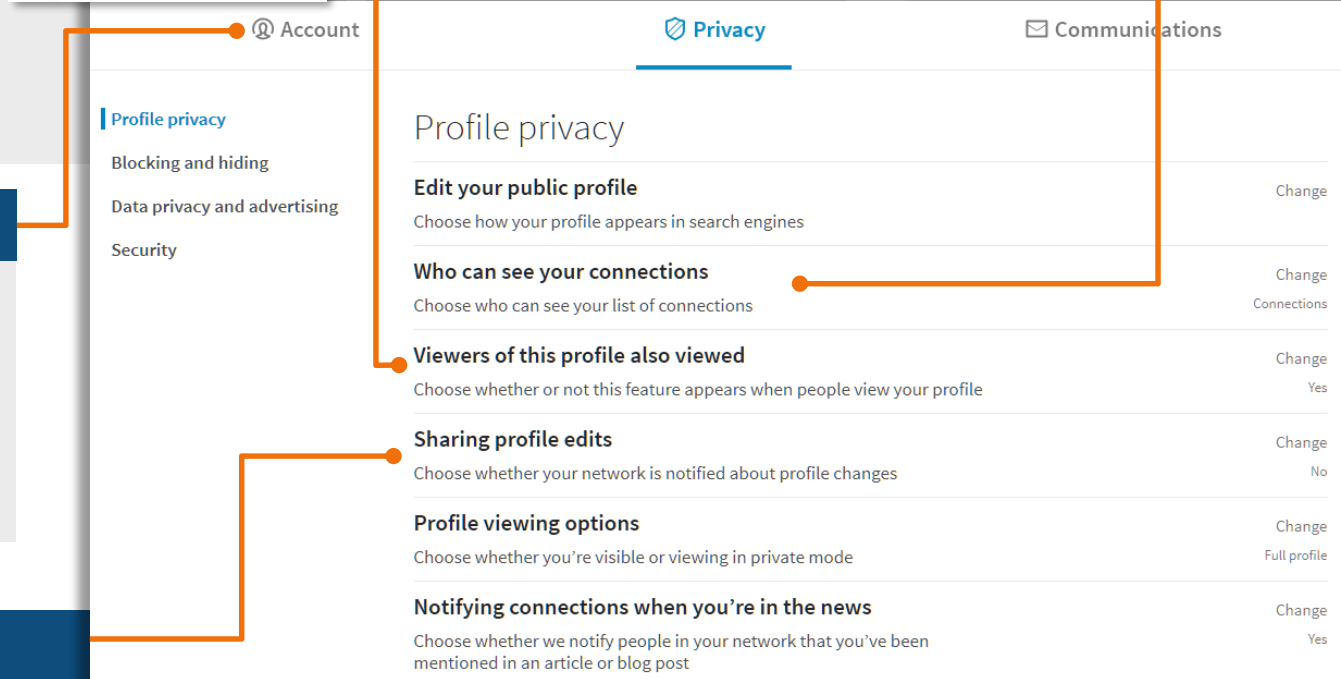 Account
Privacy
Communications
Profile privacy
Blocking and hiding
Data privacy and advertising
Security
Profile privacy
Edit your public profile
Change
Choose how your profile appears in search engines
Who can see your connections
Change
Choose who can see your list of connections
Connections
Viewers of this profile also viewed
Change
Choose whether or not this feature appears when people view your profile
Yes
Sharing profile edits
Change
Choose whether your network is notified about profile changes
No
Profile viewing options
Change
Choose whether you’re visible or viewing in private mode
Full profile
Notifying connections when you’re in the news
Change
Choose whether we notify people in your network that you’ve been
Yes
mentioned in an article or blog post